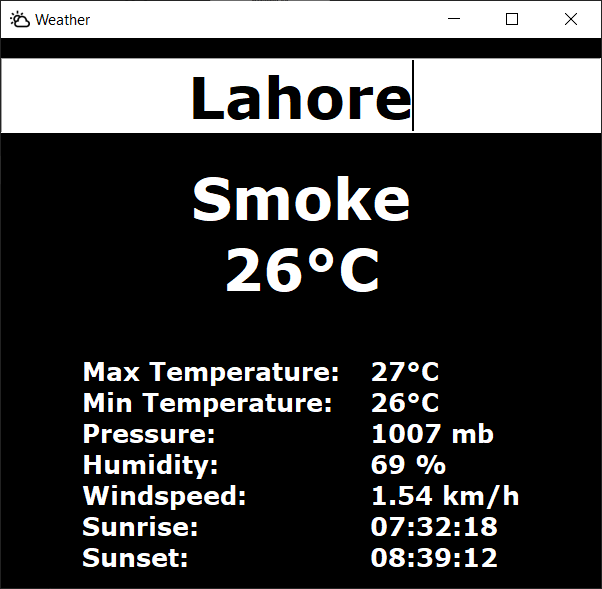 Weather
Lahore
Smoke
26°C
Max Temperature: 27°C
Min Temperature: 26°C
Pressure: 1007 mb
Humidity: 69 %
Windspeed: 1.54 km/h
Sunrise: 07:32:18
Sunset: 08:39:12